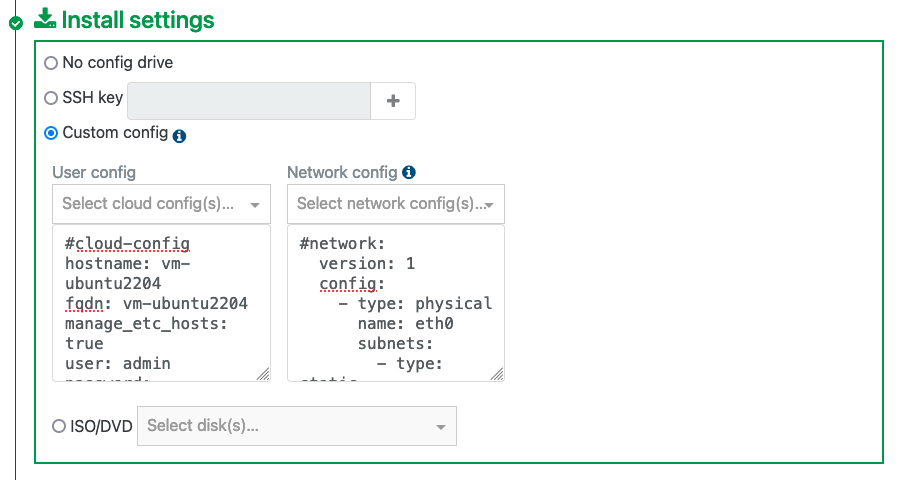 Install settings
No config drive
SSH key
Custom config
User config
Network config
Select cloud config(s)...
Select network config(s)...
#cloud-config
hostname: vm-
ubuntu2204
fqdn: vm-ubuntu2204
manage_etc_hosts:
true
user: admin
#network:
  version: 1
  config:
    - type: physical
      name: eth0
      subnets:
        - type:
ISO/DVD
Select disk(s)...